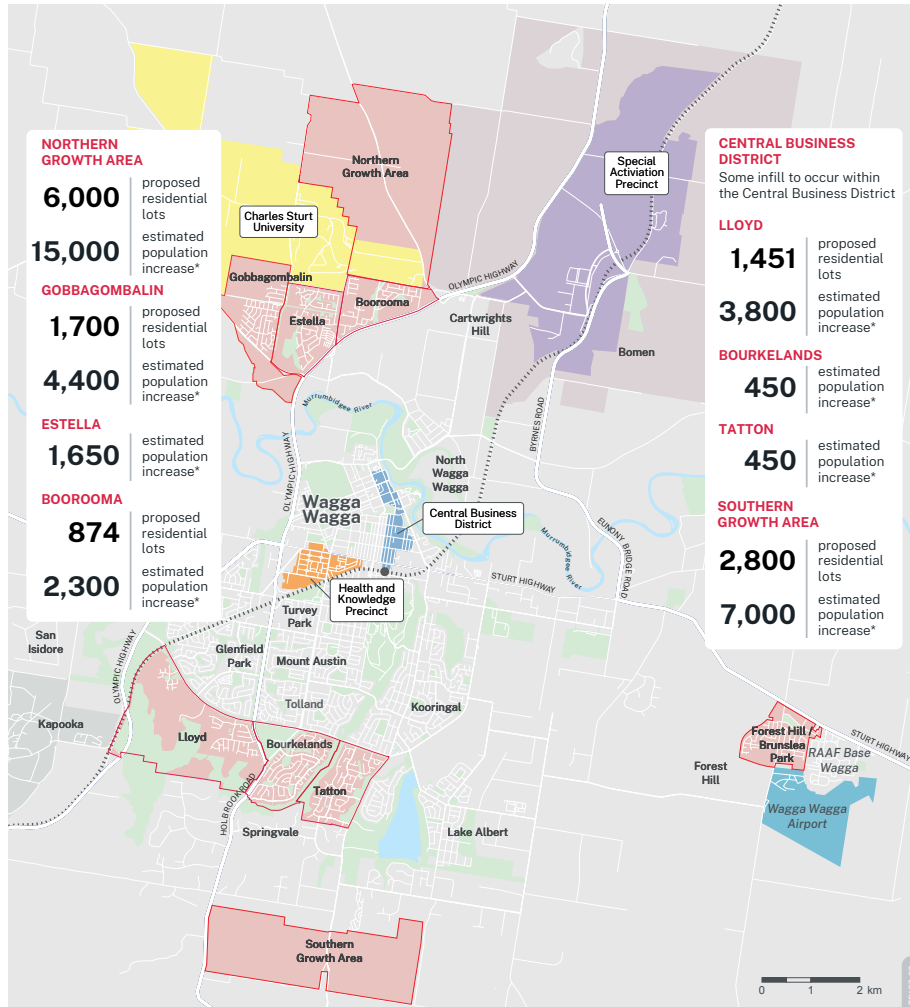 NORTHERN
GROWTH AREA
6,000
proposed
residential
lots
15,000
estimated
population
increase*
GOBBAGOMBALIN
1,700
proposed
residential
lots
4,400
estimated
population
increase*
ESTELLA
1,650
estimated
population
increase*
BOOROOMA
874
proposed
residential
lots
2,300
estimated
population
increase*
CENTRAL BUSINESS
DISTRICT
Some infill to occur within
the Central Business District
LLOYD
1,451
proposed
residential
lots
3,800
estimated
population
increase*
BOURKELANDS
450
estimated
population
increase*
TATTON
450
estimated
population
increase*
SOUTHERN
GROWTH AREA
2,800
proposed
residential
lots
7,000
estimated
population
increase*
Northern
Growth Area
Special
Activiation
Precinct
Charles Sturt
University
Gobbagombalin
Boorooma
Estella
OLYMPIC HIGHWAY
Cartwrights
Hill
Bomen
Murrumbidgee River
BYRNES ROAD
OLYMPIC HIGHWAY
North
Wagga
Wagga
Wagga
Wagga
Central Business
District
Murrumbidgee
River
EUNONY BRIDGE ROAD
STURT HIGHWAY
Health and
Knowledge
Precinct
Turvey
Park
San
Isidore
OLYMPIC HIGHWAY
Glenfield
Park
Mount Austin
Tolland
Kooringal
Kapooka
Lloyd
Bourkelands
Tatton
Forest Hill /
Brunslea
Park
STURT HIGHWAY
RAAF Base
Wagga
Forest
Hill
Wagga Wagga
Airport
HOLBROOK ROAD
Springvale
Lake Albert
Southern
Growth Area
0 1 2 km